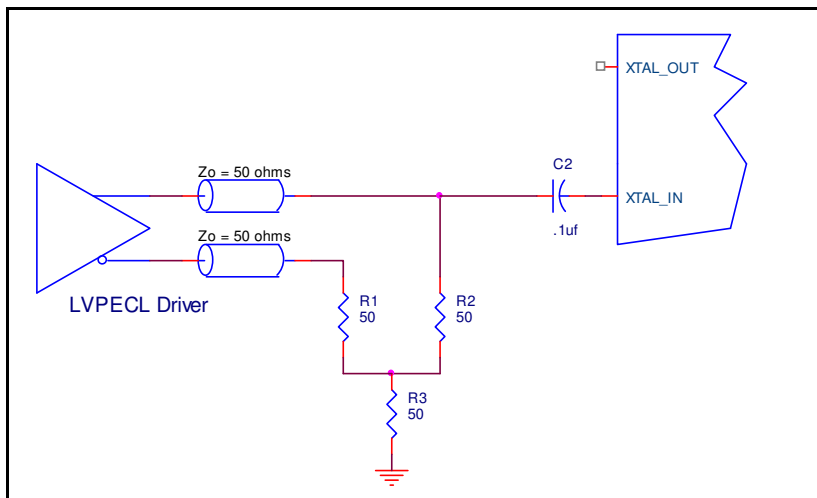 XTAL_OUT
Zo = 50 ohms
C2
XTAL_IN
.1uf
Zo = 50 ohms
LVPECL Driver
R1
50
R2
50
R3
50